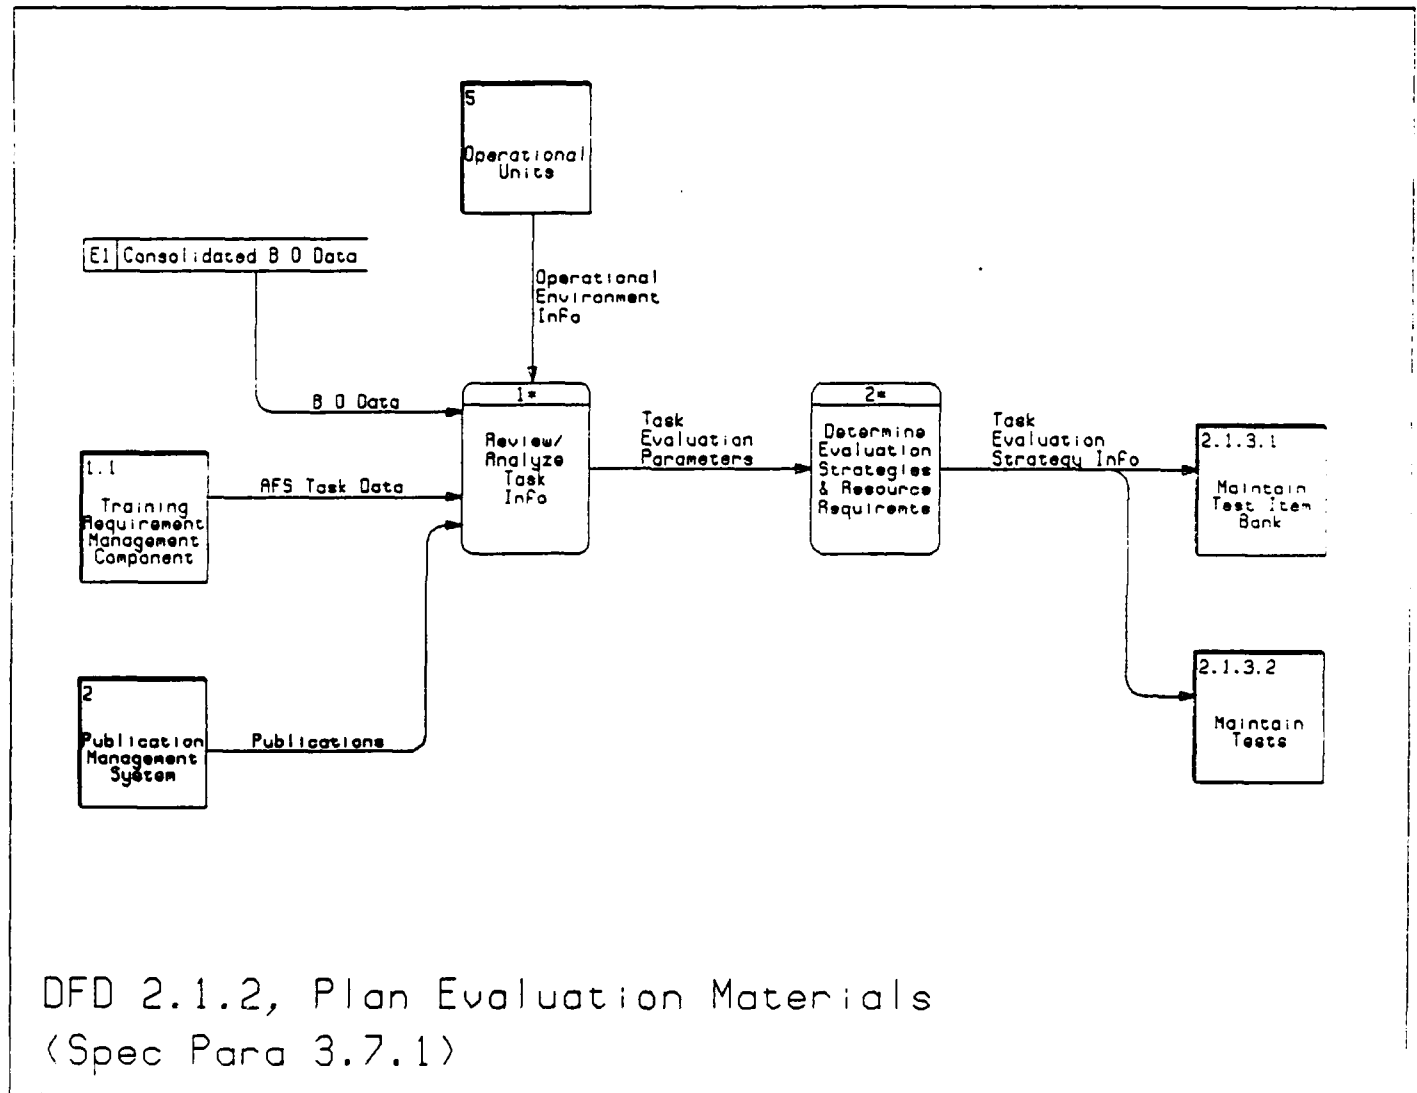 5
Operational
Units
E1 Consolidated B O Data
Operational
Environment
Info
B O Data
1*
Review/
Analyze
Task
Info
Task
Evaluation
Parameters
2*
Determine
Evaluation
Strategies
& Resource
Requiremts
Task
Evaluation
Strategy Info
2.1.3.1
Maintain
Test Item
Bank
1.1
Training
Requirement
Management
Component
AFS Task Data
2
Publication
Management
System
Publications
2.1.3.2
Maintain
Tests
DFD 2.1.2, Plan Evaluation Materials
(Spec Para 3.7.1)